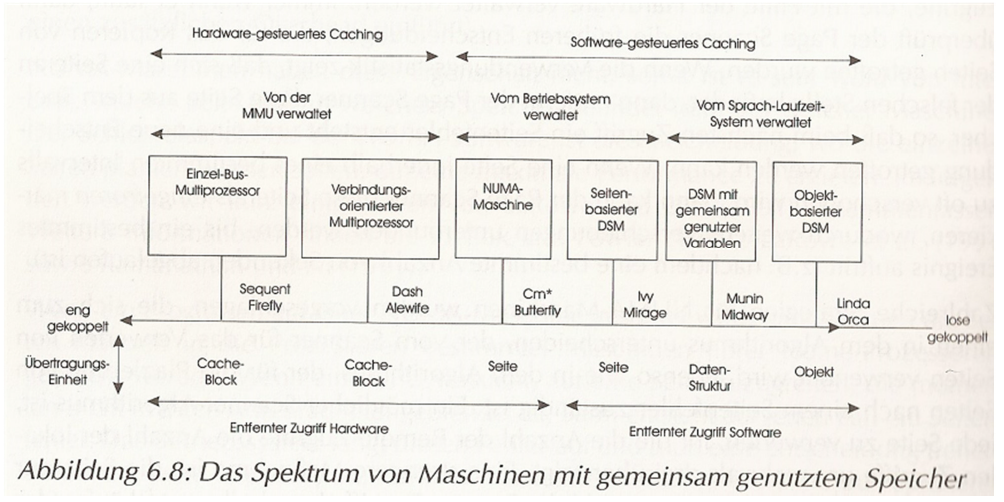 Hardware-gesteuertes Caching
Software-gesteuertes Caching
Von der
MMU verwaltet
Vom Betriebssystem
verwaltet
Vom Sprach-Laufzeit-
System verwaltet
Einzel-Bus-
Multiprozessor
Verbindungs-
orientierter
Multiprozessor
NUMA-
Maschine
Seiten-
basierter
DSM
DSM mit
gemeinsam
genutzter
Variablen
Objekt-
basierter
DSM
Sequent
Firefly
Dash
Alewife
Cm*
Butterfly
Ivy
Mirage
Munin
Midway
Linda
Orca
eng
gekoppelt
lose
gekoppelt
Übertragungs-
Einheit
Cache-
Block
Cache-
Block
Seite
Seite
Daten-
Struktur
Objekt
Entfernter Zugriff Hardware
Entfernter Zugriff Software
Abbildung 6.8: Das Spektrum von Maschinen mit gemeinsam genutztem Speicher